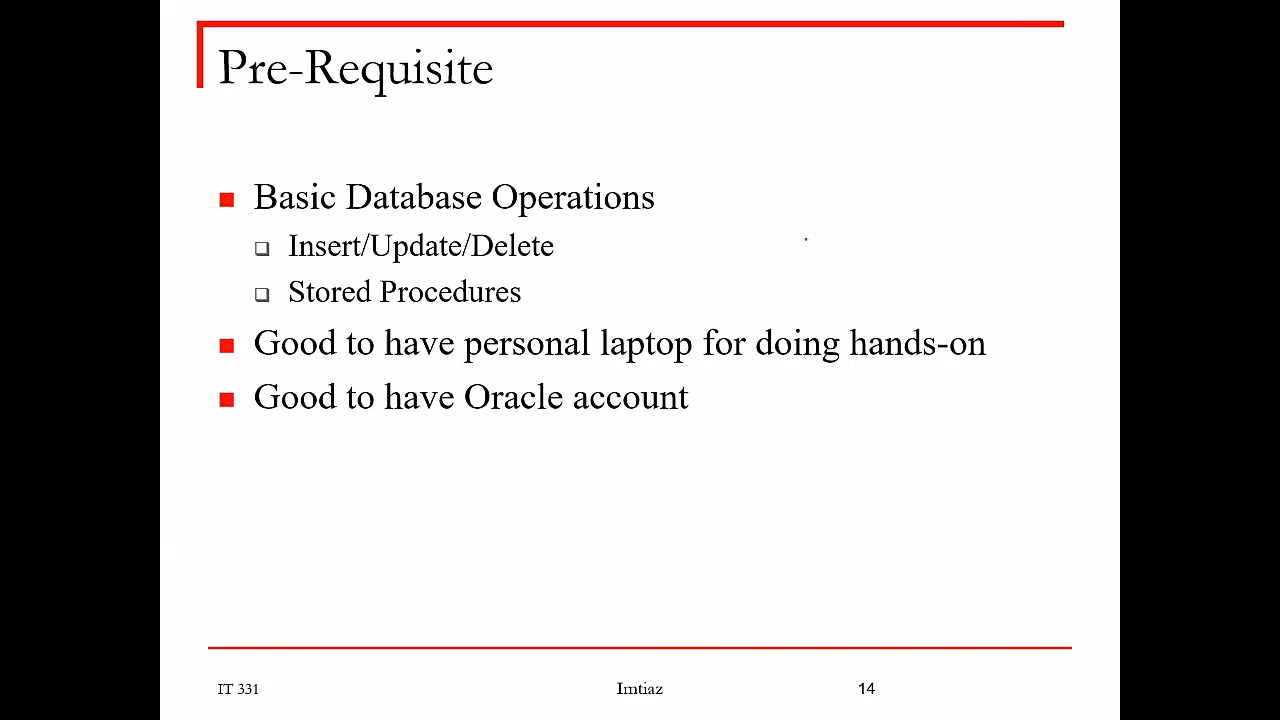 Pre-Requisite
Basic Database Operations
Insert/Update/Delete
Stored Procedures
Good to have personal laptop for doing hands-on
Good to have Oracle account
IT 331
Imtiaz
14